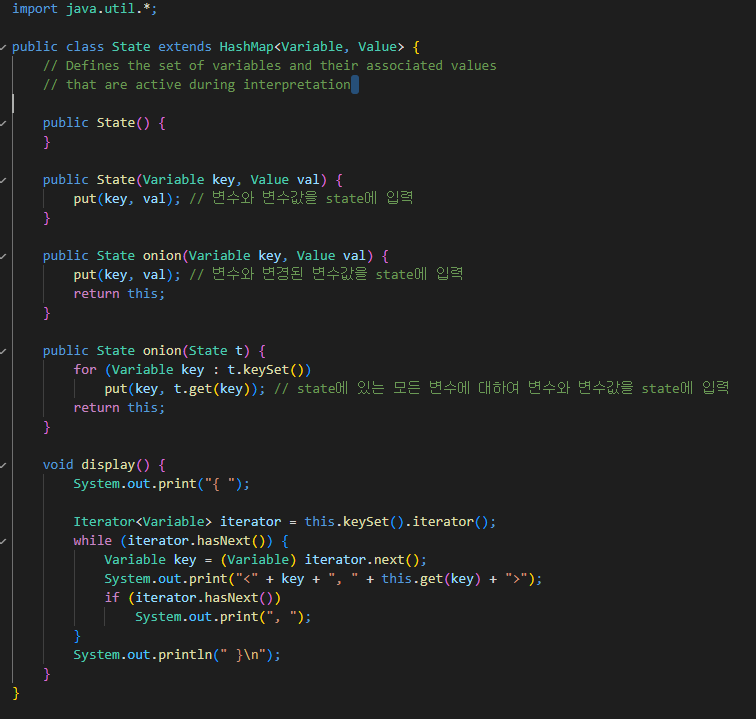 import java.util.*;
public class State extends HashMap<Variable, Value> {
// Defines the set of variables and their associated values
// that are active during interpretation
public State() {
}
public State(Variable key, Value val) {
put(key, val); // 변수와 변수값을 state에 입력
}
public State onion(Variable key, Value val) {
put(key, val); // 변수와 변경된 변수값을 state에 입력
return this;
}
public State onion(State t) {
for (Variable key : t.keySet())
put(key, t.get(key)); // state에 있는 모든 변수에 대하여 변수와 변수값을 state에 입력
return this;
}
void display() {
System.out.print("{ ");
Iterator<Variable> iterator = this.keySet().iterator();
while (iterator.hasNext()) {
Variable key = (Variable) iterator.next();
System.out.print("<" + key + ", " + this.get(key) + ">");
if (iterator.hasNext())
System.out.print(", ");
}
System.out.println(" }\n");
}
}